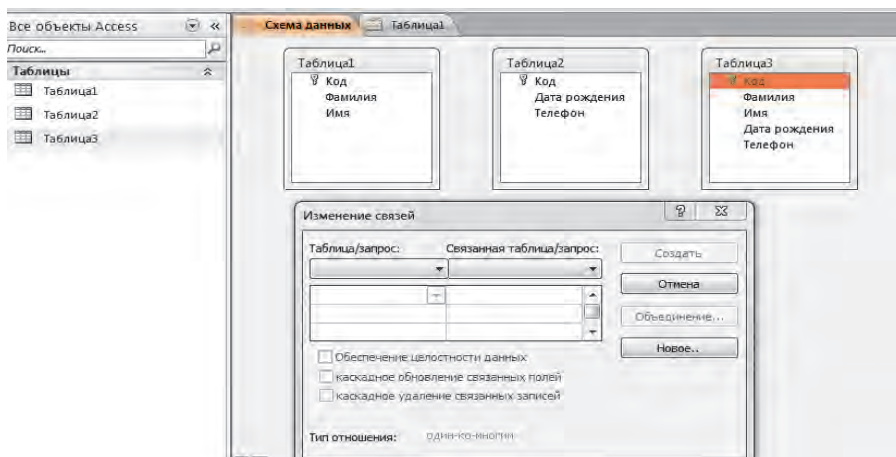 Все объекты Access
Поиск...
Таблицы
Таблица1
Таблица2
Таблица3
Схема данных Таблица1
Таблица1
Код
Фамилия
Имя
Таблица2
Код
Дата рождения
Телефон
Таблица3
Код
Фамилия
Имя
Дата рождения
Телефон
Изменение связей
Таблица/запрос: Связанная таблица/запрос:
Создать
Отмена
Объединение...
Новое..
Обеспечение целостности данных
каскадное обновление связанных полей
каскадное удаление связанных записей
Тип отношения: один-ко-многим